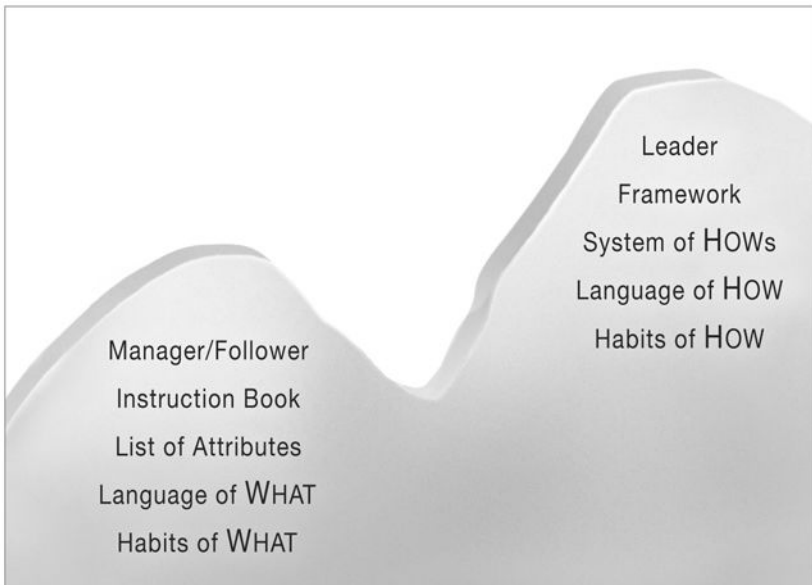 Manager/Follower
Instruction Book
List of Attributes
Language of WHAT
Habits of WHAT
Leader
Framework
System of HOWs
Language of HOW
Habits of HOW